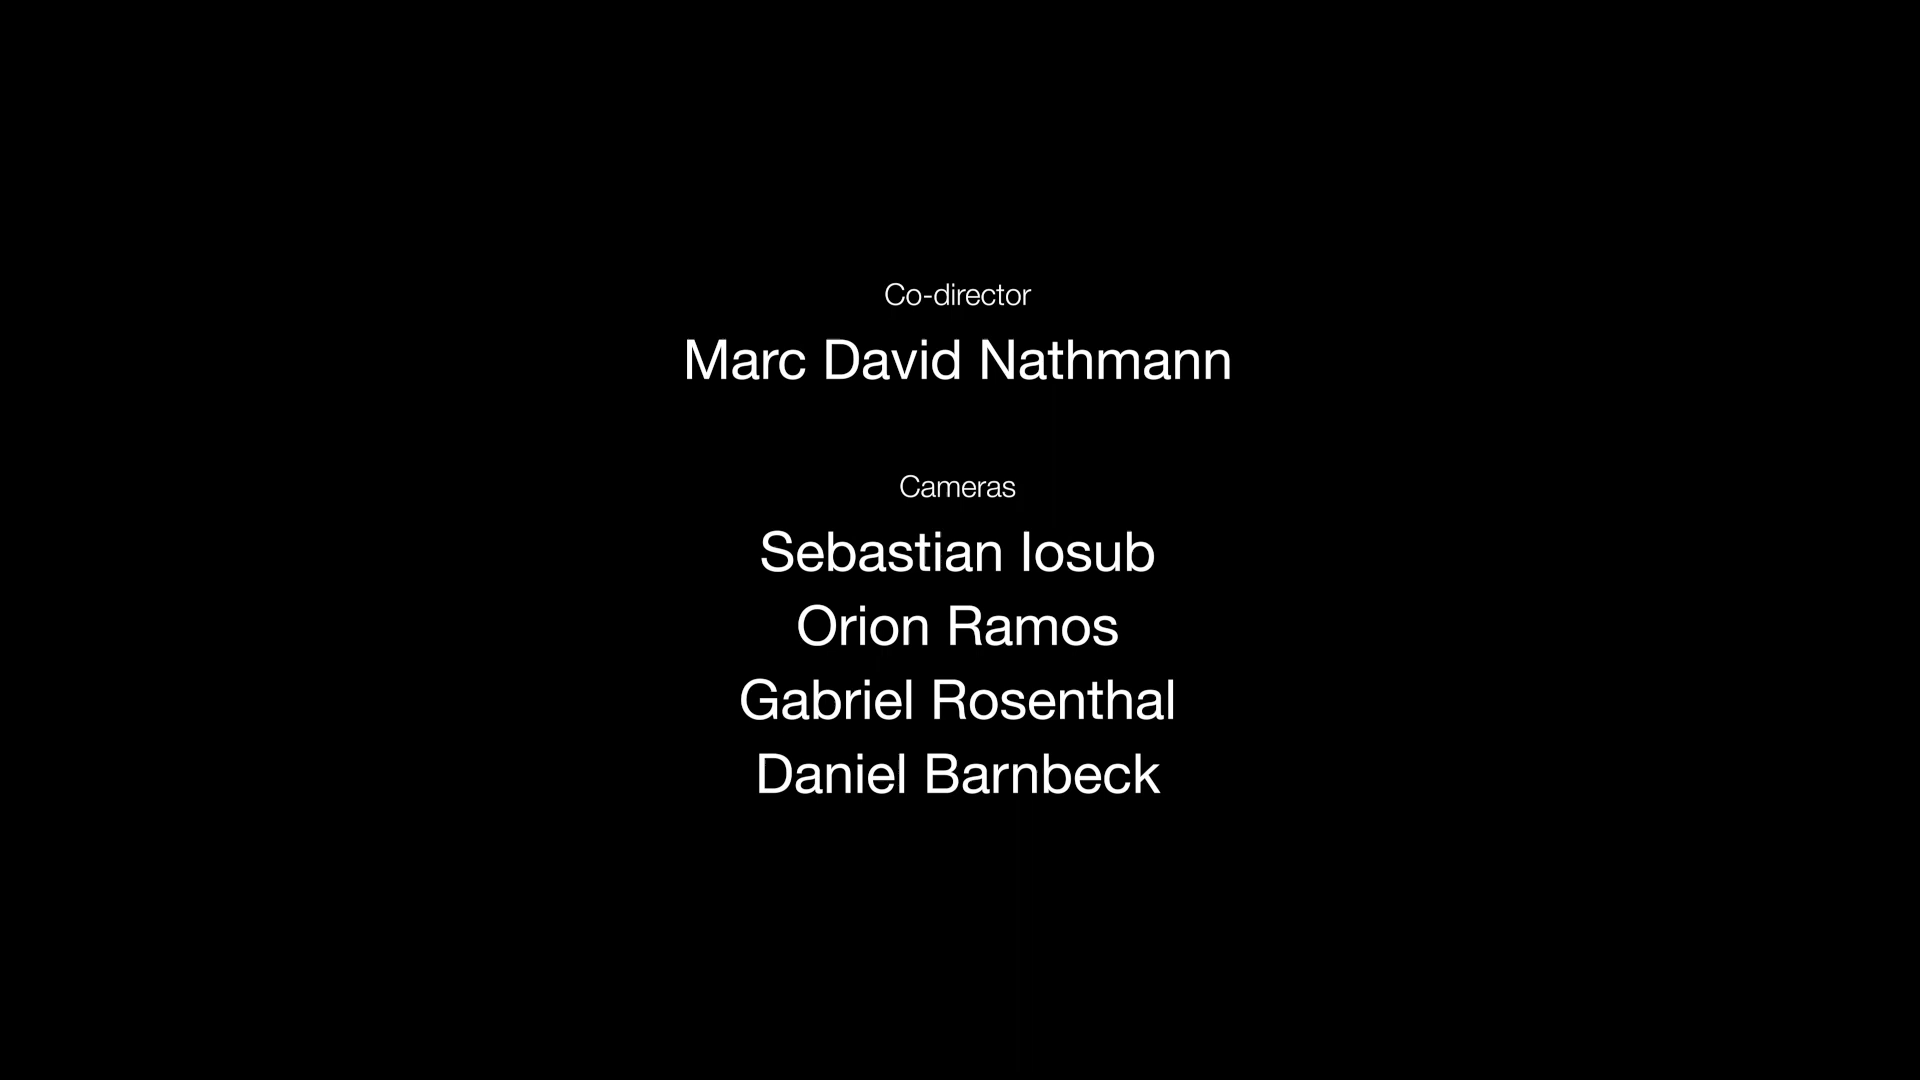 Co-director
Marc David Nathmann
Cameras
Sebastian Iosub
Orion Ramos
Gabriel Rosenthal
Daniel Barnbeck